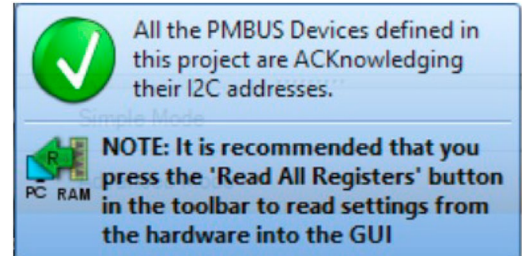 All the PMBUS Devices defined in
this project are ACKnowledging
their I2C addresses.
Simple Mode
NOTE: It is recommended that you
press the 'Read All Registers' button
in the toolbar to read settings from
the hardware into the GUI
R
PC RAM